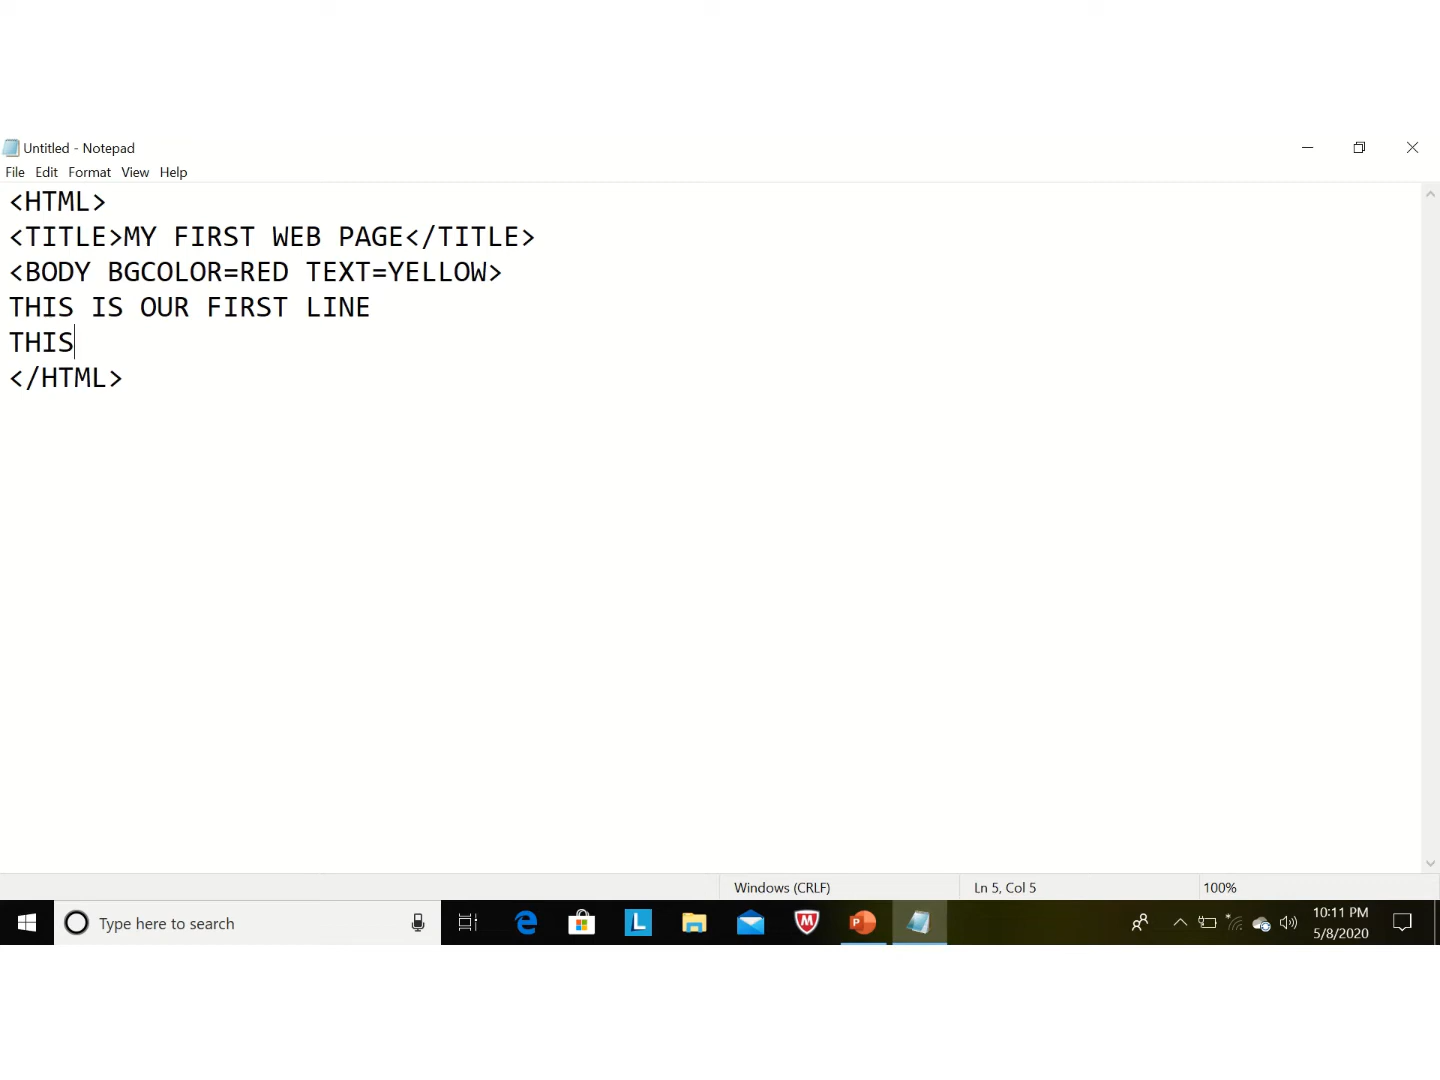 Untitled - Notepad
File Edit Format View Help
<HTML>
<TITLE>MY FIRST WEB PAGE</TITLE>
<BODY BGCOLOR=RED TEXT=YELLOW>
THIS IS OUR FIRST LINE
THIS
</HTML>
Windows (CRLF) Ln 5, Col 5 100%
Type here to search L M P 10:11 PM
5/8/2020